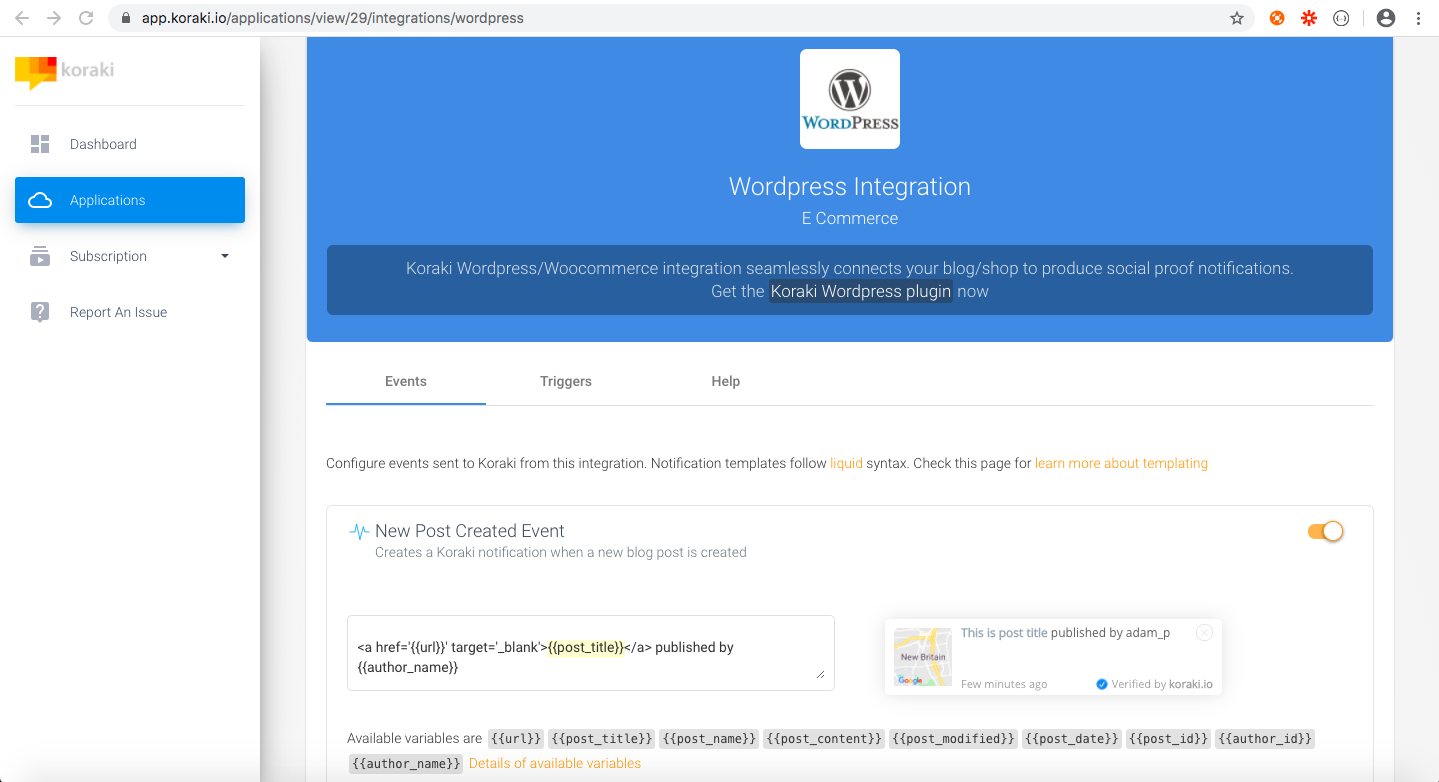 app.koraki.io/applications/view/29/integrations/wordpress
koraki
Dashboard
Applications
Subscription
Report An Issue
WORDPRESS
Wordpress Integration
E Commerce
Koraki Wordpress/Woocommerce integration seamlessly connects your blog/shop to produce social proof notifications.
Get the Koraki Wordpress plugin now
Events Triggers Help
Configure events sent to Koraki from this integration. Notification templates follow liquid syntax. Check this page for learn more about templating
New Post Created Event
Creates a Koraki notification when a new blog post is created
<a href='{{url}}' target='_blank'>{{post_title}}</a> published by
{{author_name}}
This is post title published by adam_p
New Britain
Google
Few minutes ago Verified by koraki.io
Available variables are {{url}} {{post_title}} {{post_name}} {{post_content}} {{post_modified}} {{post_date}} {{post_id}} {{author_id}}
{{author_name}} Details of available variables